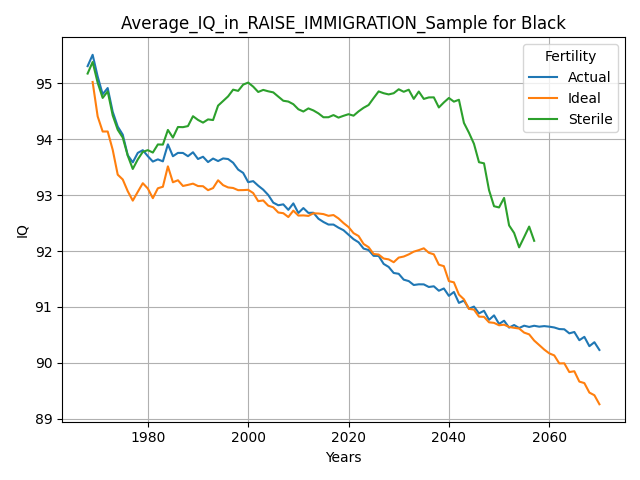 Average_IQ_in_RAISE_IMMIGRATION_Sample for Black
Fertility
Actual
Ideal
Sterile
IQ
95
94
93
92
91
90
89
1980
2000
2020
2040
2060
Years